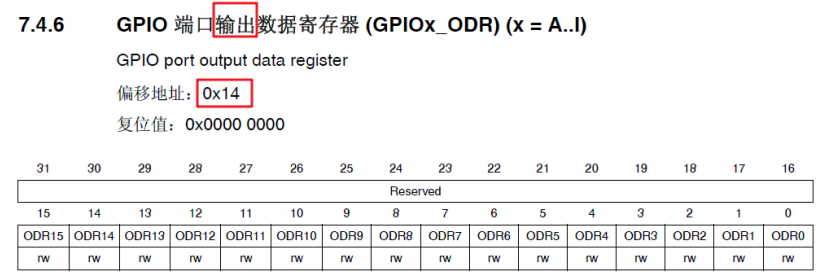 7.4.6 GPIO 端口输出数据寄存器 (GPIOx_ODR) (x = A..I)
GPIO port output data register
偏移地址：0x14
复位值：0x0000 0000
31 30 29 28 27 26 25 24 23 22 21 20 19 18 17 16
Reserved
15 14 13 12 11 10 9 8 7 6 5 4 3 2 1 0
ODR15 ODR14 ODR13 ODR12 ODR11 ODR10 ODR9 ODR8 ODR7 ODR6 ODR5 ODR4 ODR3 ODR2 ODR1 ODR0
rw rw rw rw rw rw rw rw rw rw rw rw rw rw rw rw